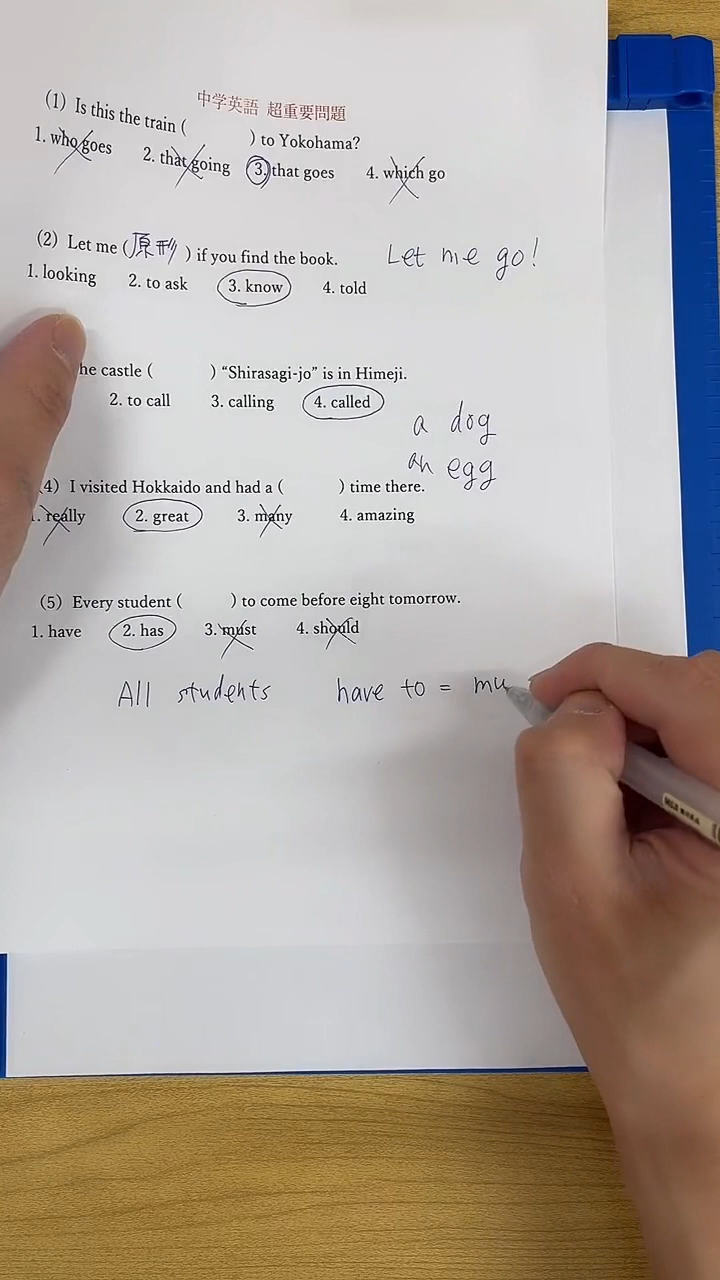 中学英語 超重要問題
(1) Is this the train ( ) to Yokohama?
1. who goes 2. that going 3. that goes 4. which go
(2) Let me (原形) if you find the book. Let me go!
1. looking 2. to ask 3. know 4. told
he castle ( ) “Shirasagi-jo” is in Himeji.
2. to call 3. calling 4. called
a dog
an egg
4) I visited Hokkaido and had a ( ) time there.
. really 2. great 3. many 4. amazing
(5) Every student ( ) to come before eight tomorrow.
1. have 2. has 3. must 4. should
All students have to = mu